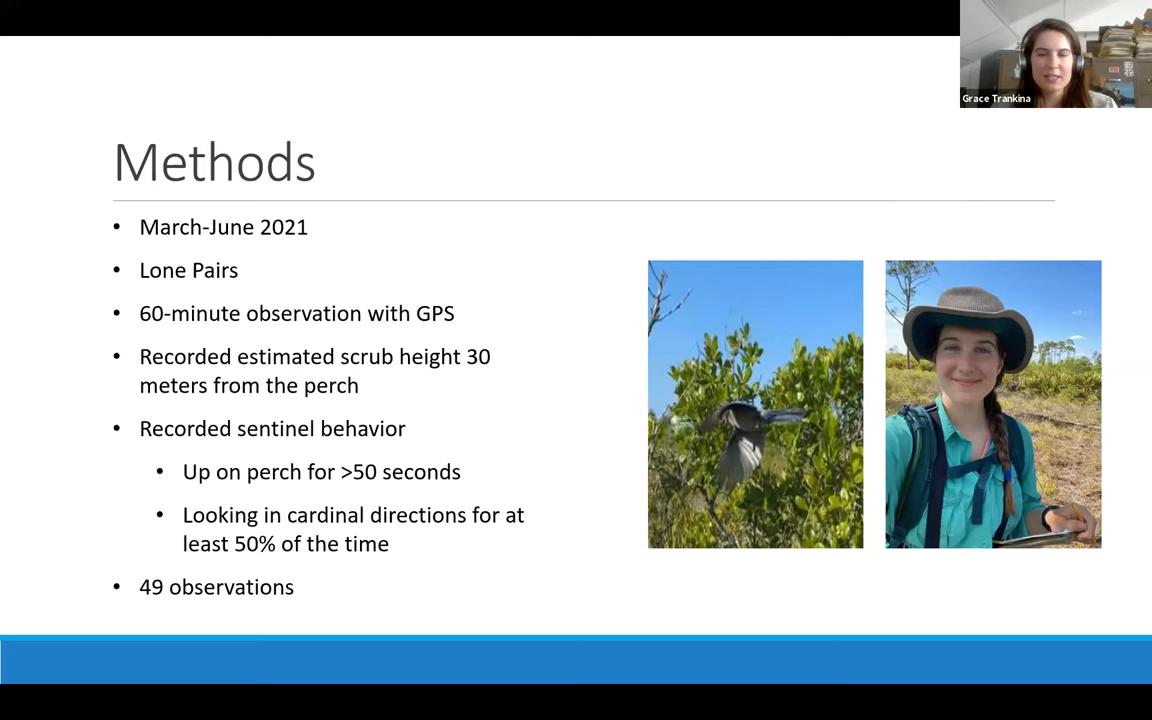 Grace Trankina
Methods
• March-June 2021
• Lone Pairs
• 60-minute observation with GPS
• Recorded estimated scrub height 30
meters from the perch
• Recorded sentinel behavior
• Up on perch for >50 seconds
• Looking in cardinal directions for at
least 50% of the time
• 49 observations